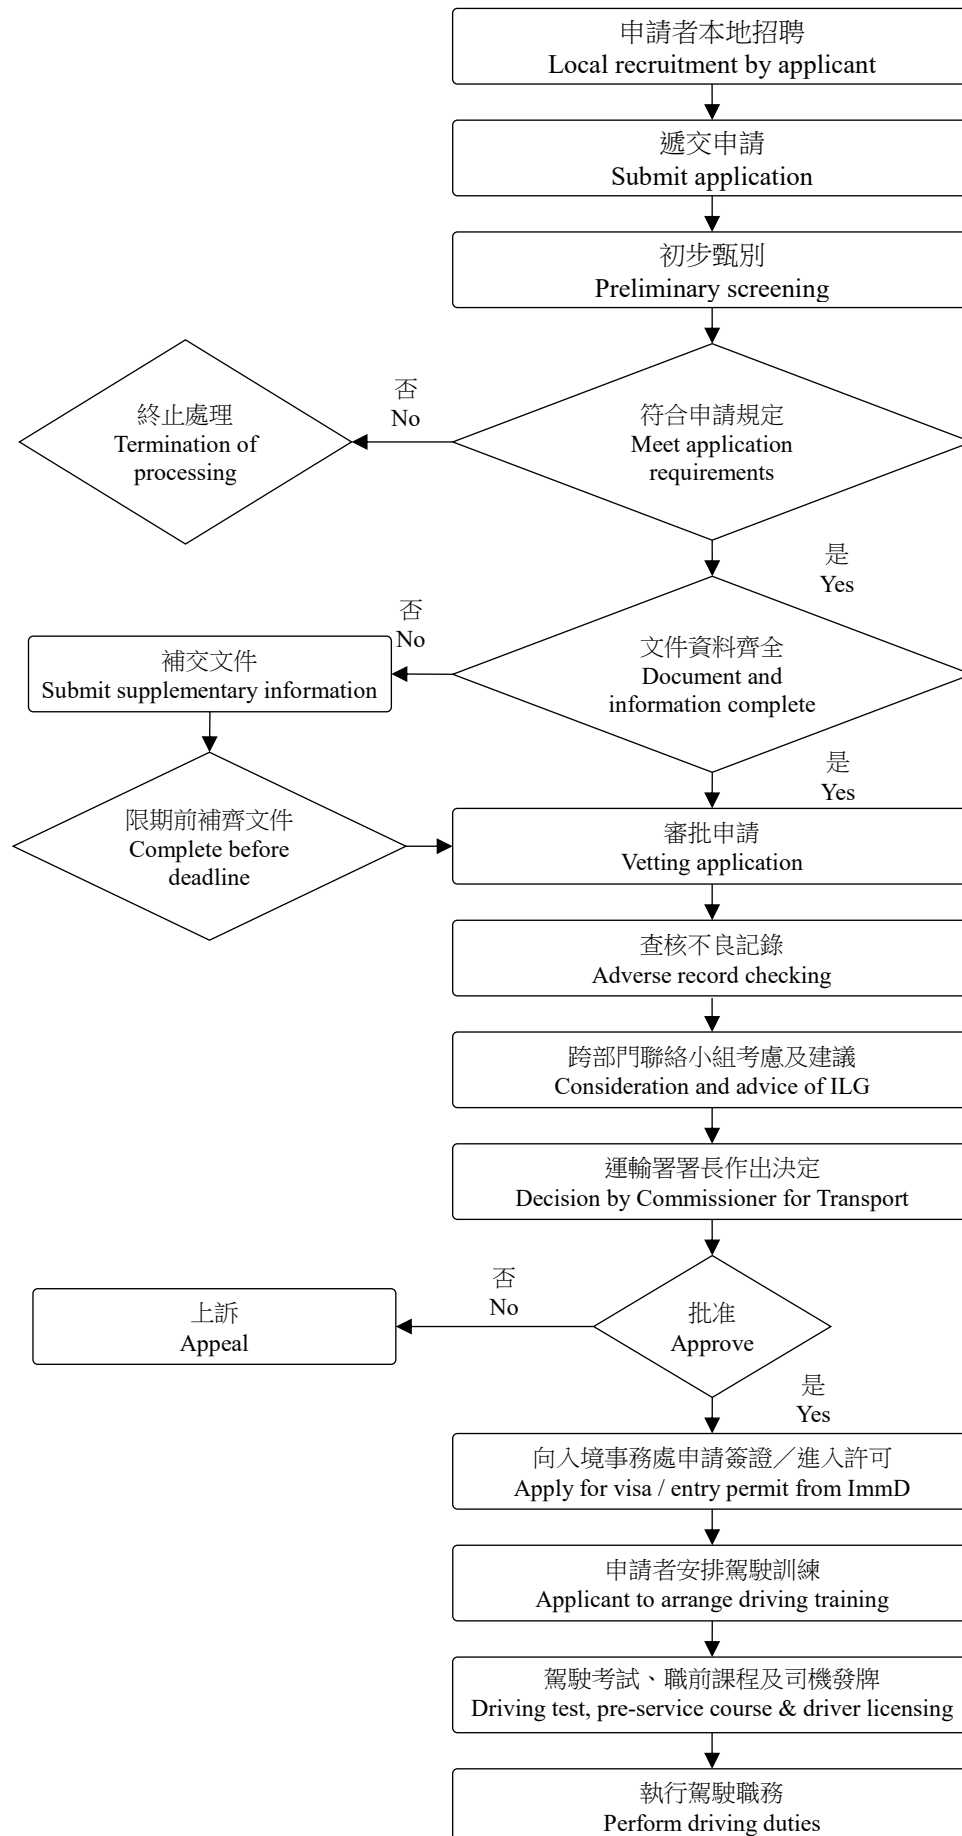 申請者本地招聘
Local recruitment by applicant
遞交申請
Submit application
初步甄別
Preliminary screening
符合申請規定
Meet application
requirements
否
No
終止處理
Termination of
processing
是
Yes
文件資料齊全
Document and
information complete
否
No
補交文件
Submit supplementary information
限期前補齊文件
Complete before
deadline
是
Yes
審批申請
Vetting application
查核不良記錄
Adverse record checking
跨部門聯絡小組考慮及建議
Consideration and advice of ILG
運輸署署長作出決定
Decision by Commissioner for Transport
批准
Approve
否
No
上訴
Appeal
是
Yes
向入境事務處申請簽證／進入許可
Apply for visa / entry permit from ImmD
申請者安排駕駛訓練
Applicant to arrange driving training
駕駛考試、職前課程及司機發牌
Driving test, pre-service course & driver licensing
執行駕駛職務
Perform driving duties